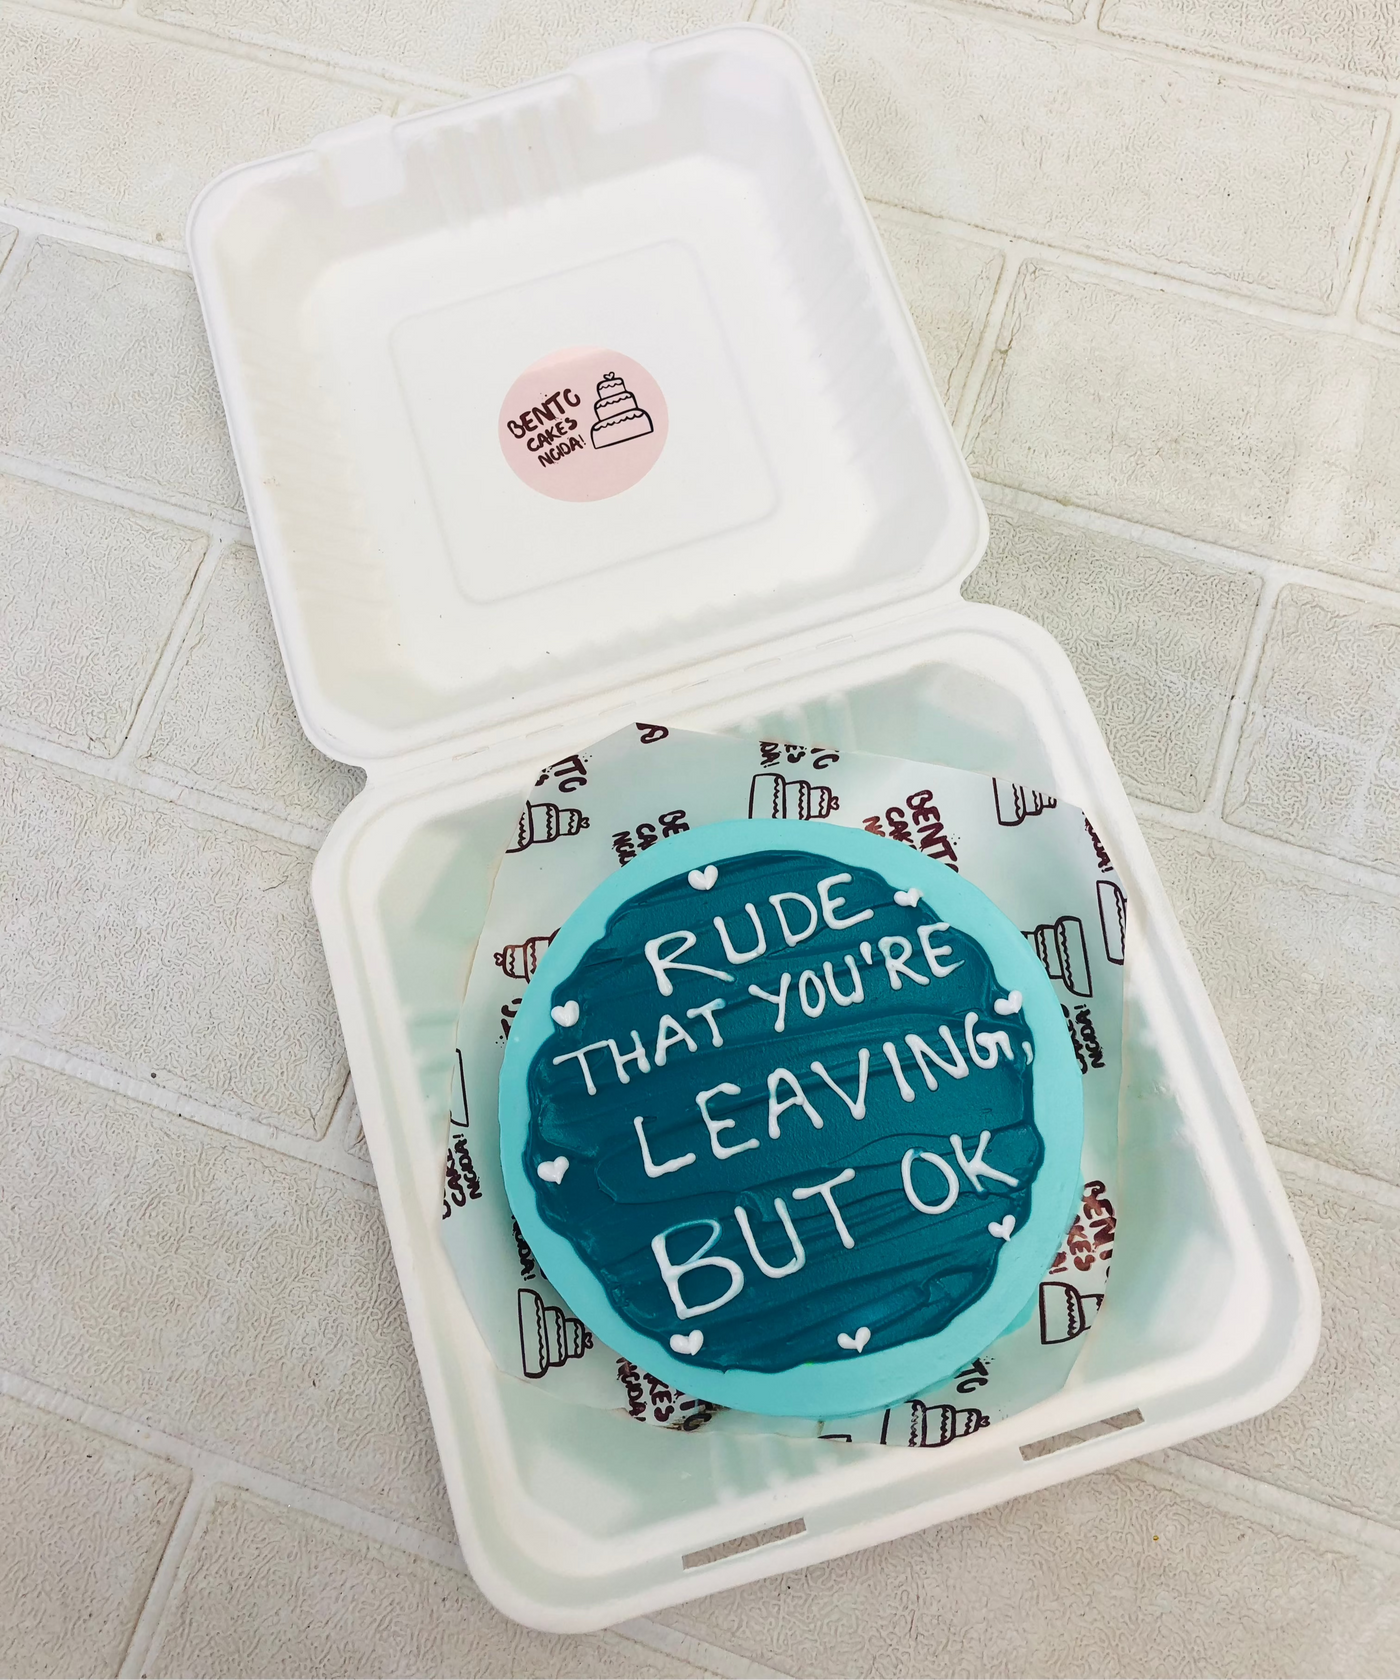 BENTO
CAKES
NOIDA!
RUDE
THAT YOU'RE
LEAVING,
BUT OK